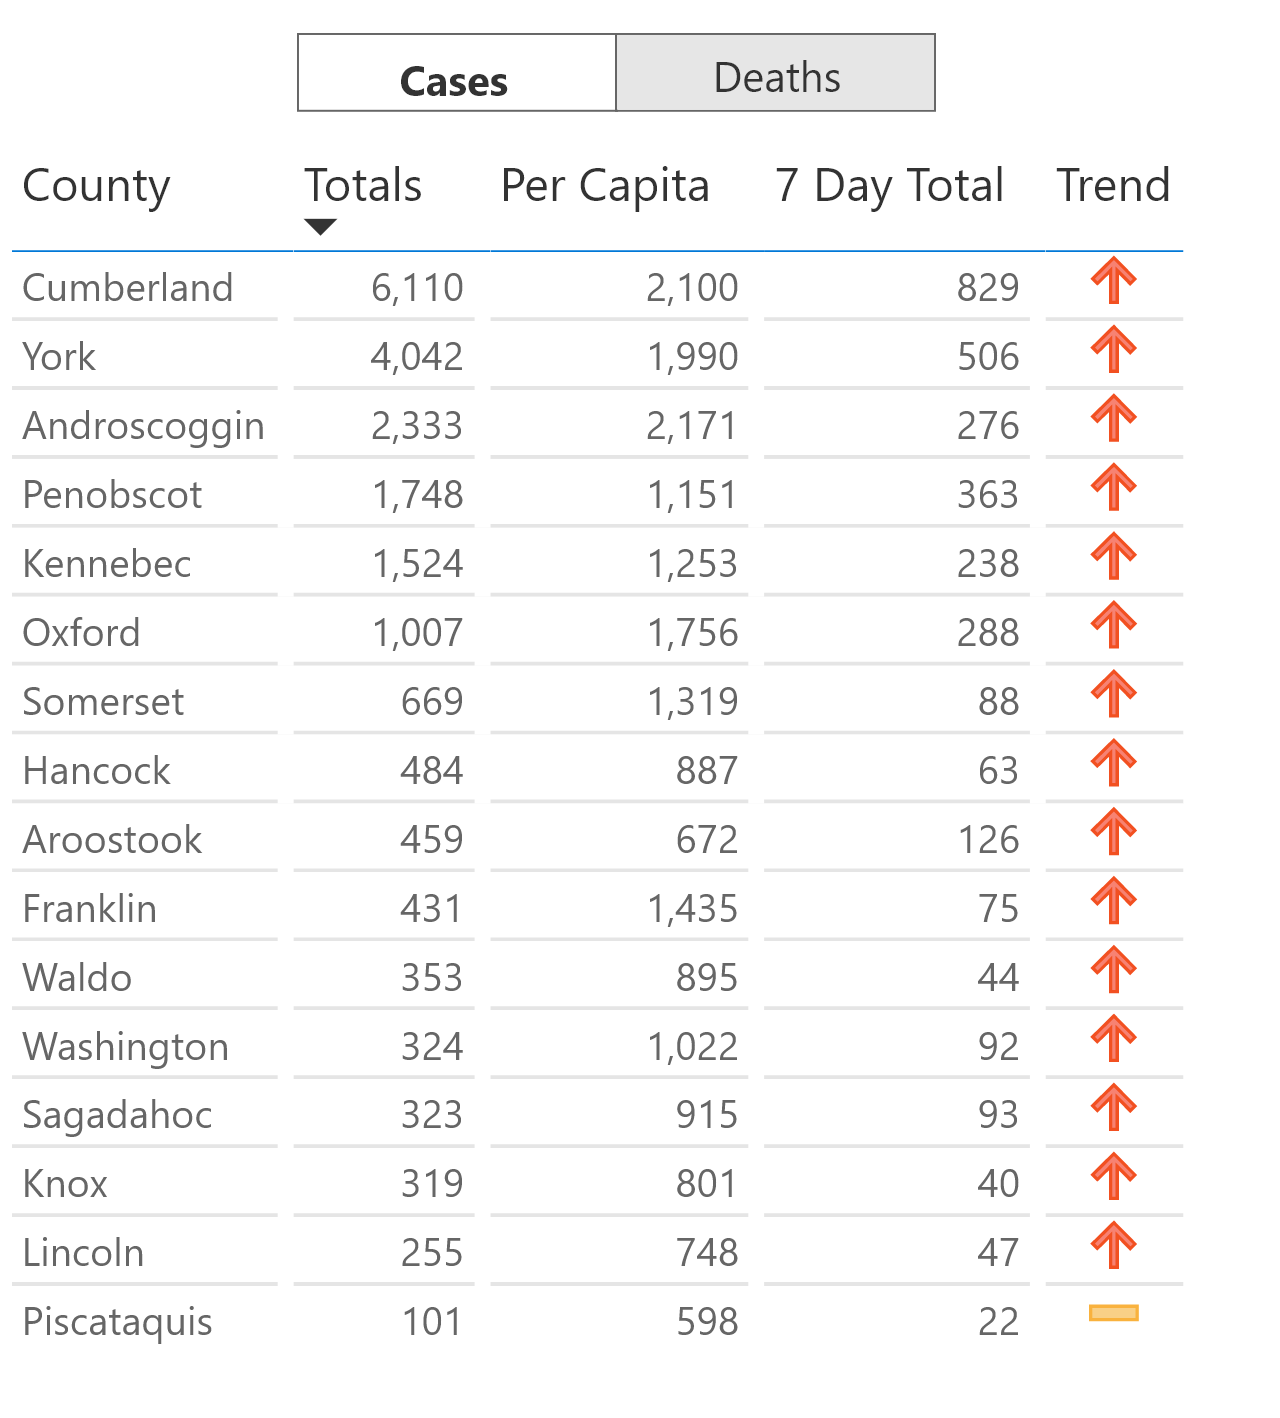 Cases Deaths
County Totals Per Capita 7 Day Total Trend
Cumberland 6,110 2,100 829
York 4,042 1,990 506
Androscoggin 2,333 2,171 276
Penobscot 1,748 1,151 363
Kennebec 1,524 1,253 238
Oxford 1,007 1,756 288
Somerset 669 1,319 88
Hancock 484 887 63
Aroostook 459 672 126
Franklin 431 1,435 75
Waldo 353 895 44
Washington 324 1,022 92
Sagadahoc 323 915 93
Knox 319 801 40
Lincoln 255 748 47
Piscataquis 101 598 22